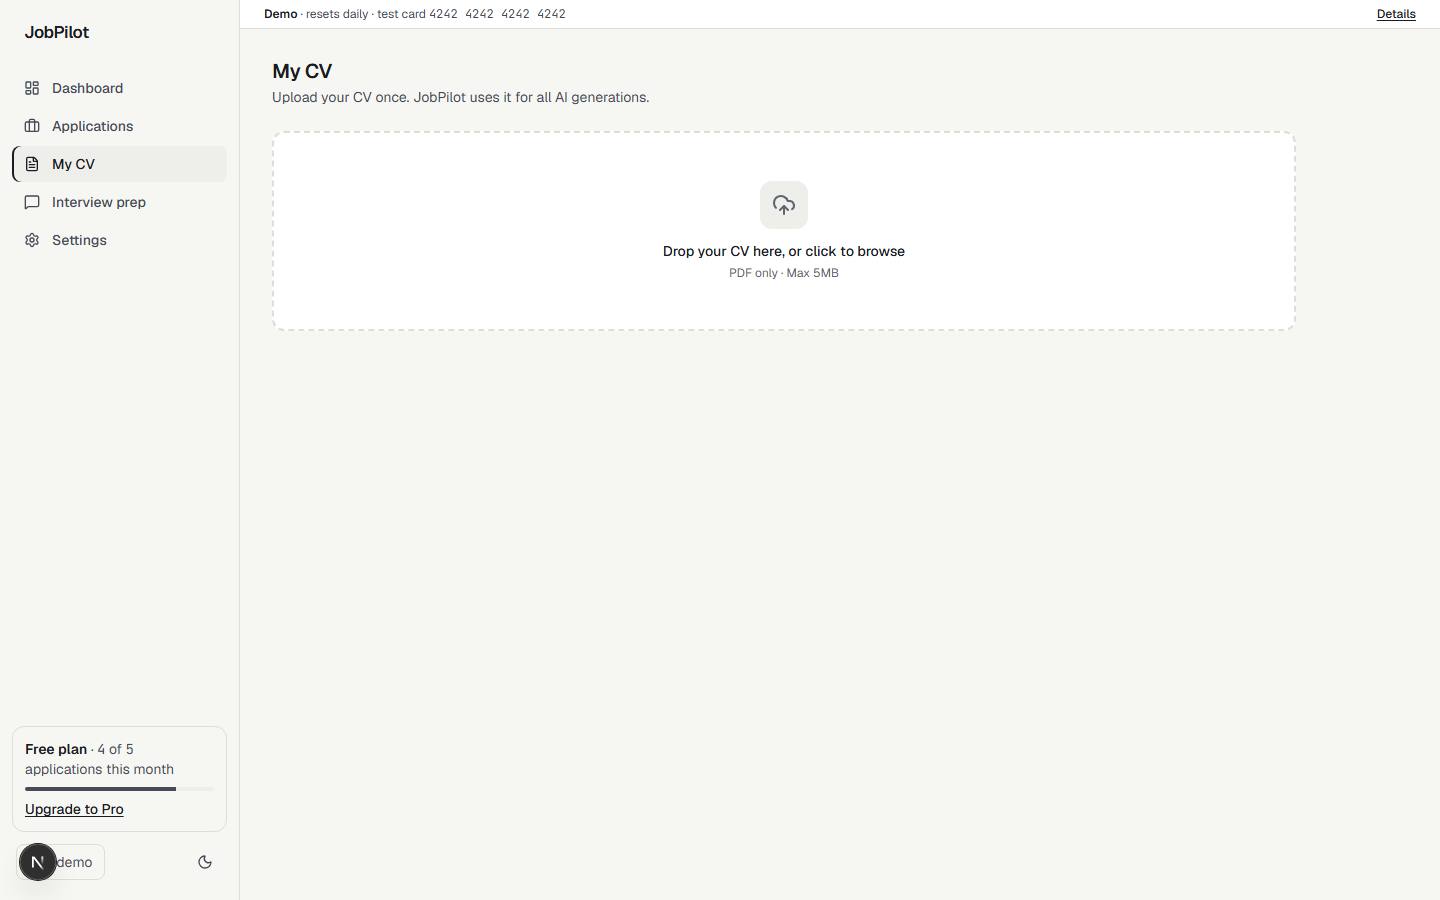 JobPilot
Dashboard
Applications
My CV
Interview prep
Settings
Free plan · 4 of 5
applications this month
Upgrade to Pro
N demo
Demo · resets daily · test card 4242 4242 4242 4242
Details
My CV
Upload your CV once. JobPilot uses it for all AI generations.
Drop your CV here, or click to browse
PDF only · Max 5MB